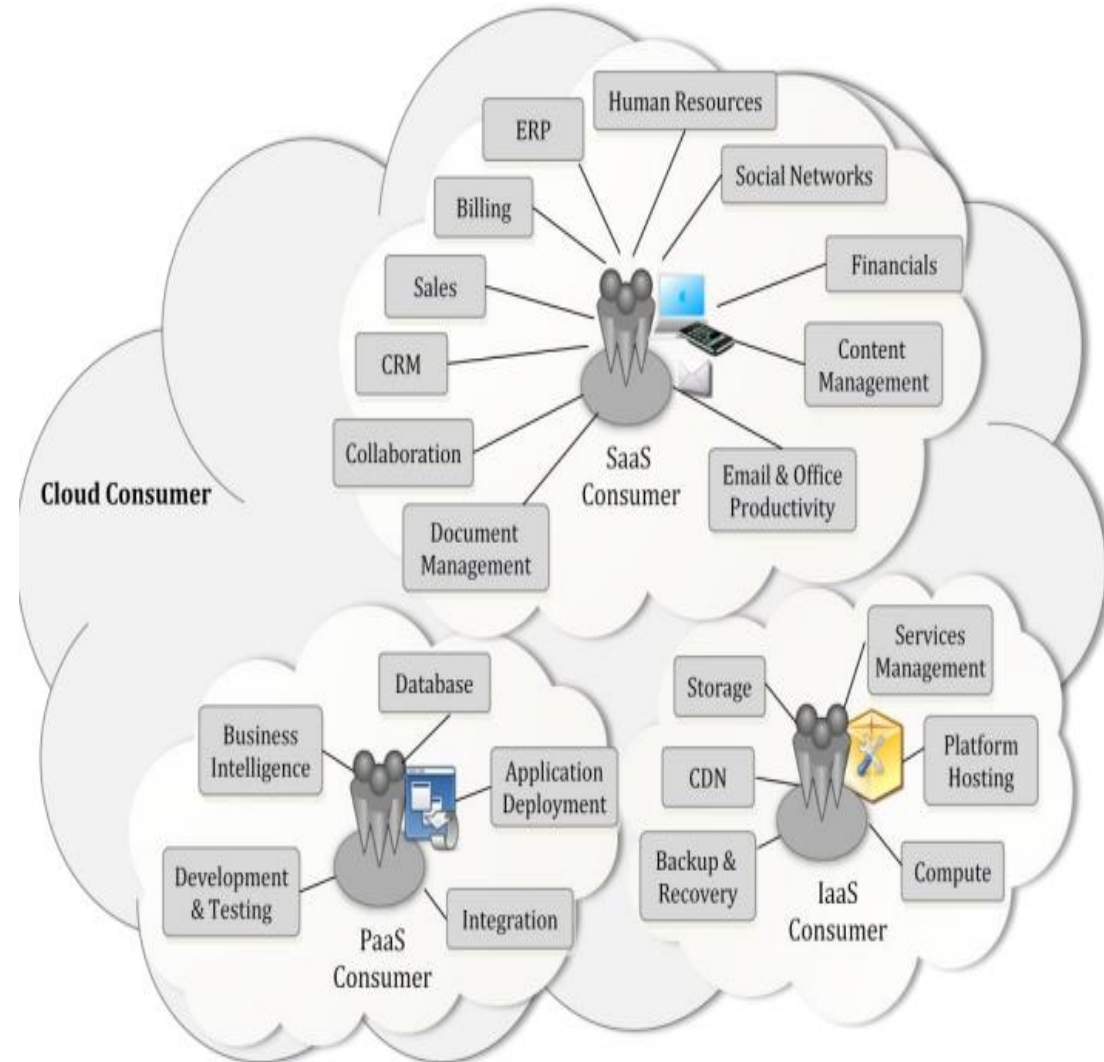 Human Resources
ERP
Social Networks
Billing
Financials
Sales
Content
Management
CRM
Collaboration
SaaS
Consumer
Email & Office
Productivity
Document
Management
Cloud Consumer
Database
Business
Intelligence
Application
Deployment
Development
& Testing
Integration
PaaS
Consumer
Services
Management
Storage
Platform
Hosting
CDN
Backup &
Recovery
Compute
IaaS
Consumer